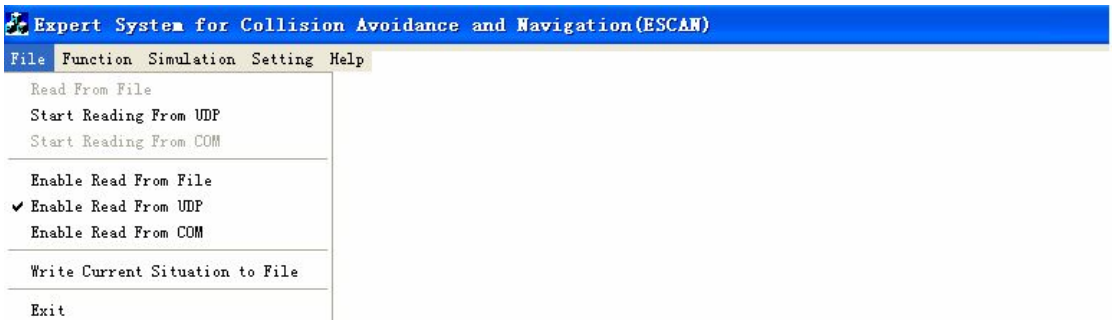 Expert System for Collision Avoidance and Navigation(ESCAN)
File Function Simulation Setting Help
Read From File
Start Reading From UDP
Start Reading From COM
Enable Read From File
✔ Enable Read From UDP
Enable Read From COM
Write Current Situation to File
Exit